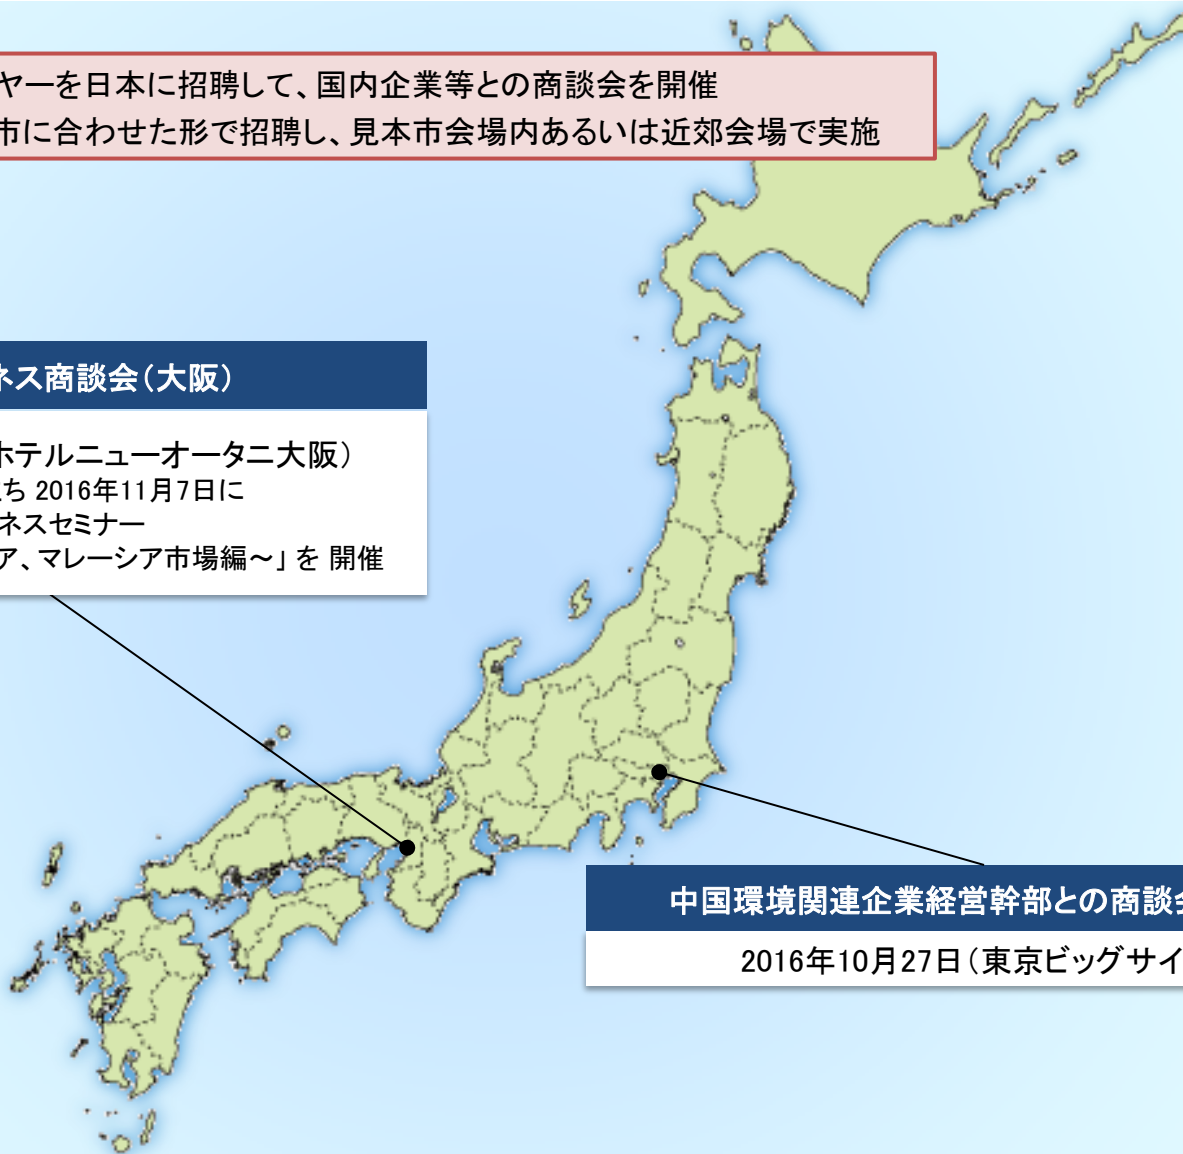 ヤーを日本に招聘して、国内企業等との商談会を開催
市に合わせた形で招聘し、見本市会場内あるいは近郊会場で実施
ネス商談会（大阪）
ホテルニューオータニ大阪）
立ち 2016年11月7日に
ネスセミナー
ア、マレーシア市場編～」を 開催
中国環境関連企業経営幹部との商談会
2016年10月27日（東京ビッグサイ